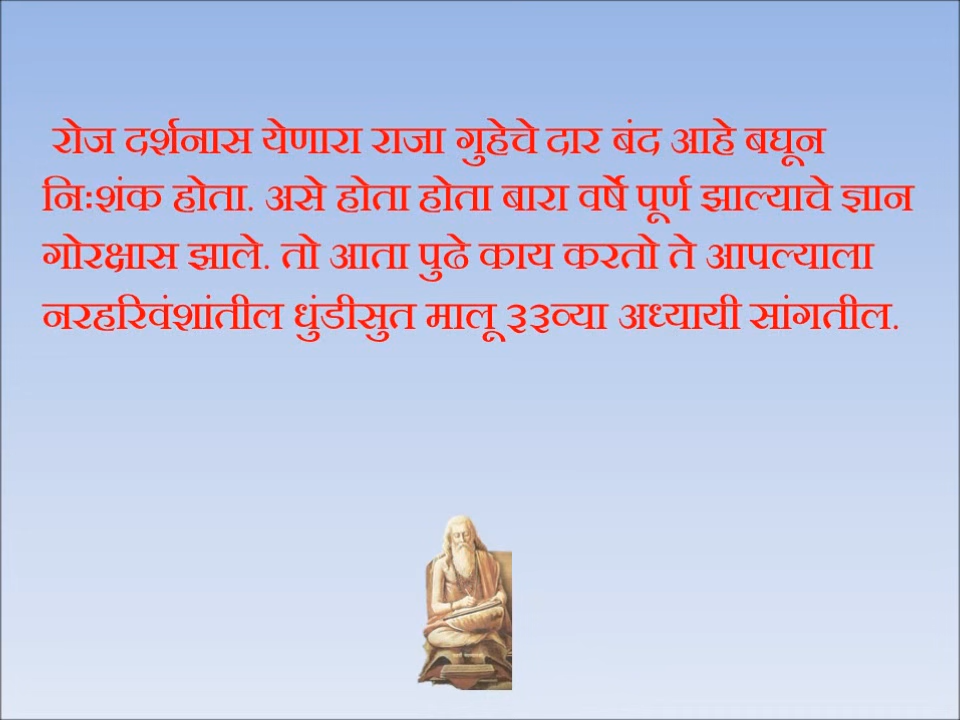 रोज दर्शनास येणारा राजा गुहेचे दार बंद आहे बघून
निःशंक होता. असे होता होता बारा वर्षे पूर्ण झाल्याचे ज्ञान
गोरक्षास झाले. तो आता पुढे काय करतो ते आपल्याला
नरहरिवंशांतील धुंडीसुत मालू ३३व्या अध्यायी सांगतील.